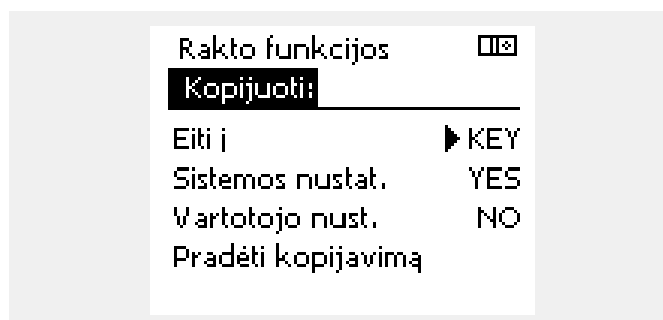 Rakto funkcijos
Kopijuoti:
Eiti į KEY
Sistemos nustat. YES
Vartotojo nust. NO
Pradėti kopijavimą